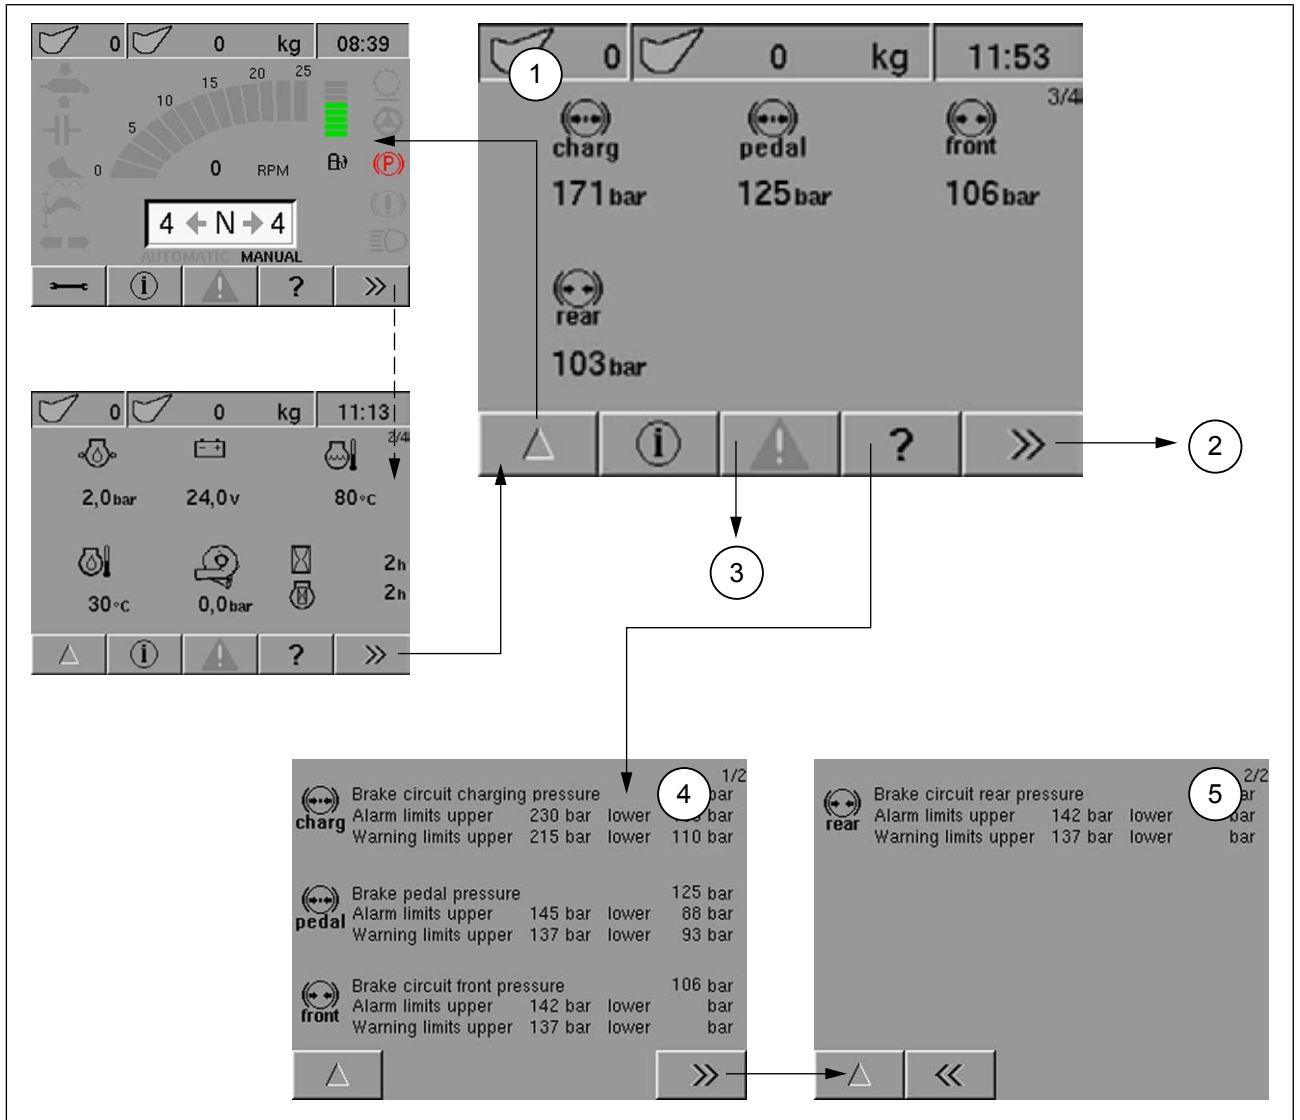 0 0 kg 08:39
0 5 10 15 20 25
0 RPM
4 N 4
AUTOMATIC MANUAL
i ?
1
0 0 kg 11:53
3/4
charg pedal front
171 bar 125 bar 106 bar
rear
103 bar
i ?
2
3
0 0 kg 11:13
2/4
2,0 bar 24,0 v 80 °C
2 h
30 °C 0,0 bar 2 h
i ?
4
1/2
Brake circuit charging pressure bar
charg Alarm limits upper 230 bar lower bar
Warning limits upper 215 bar lower 110 bar
Brake pedal pressure 125 bar
pedal Alarm limits upper 145 bar lower 88 bar
Warning limits upper 137 bar lower 93 bar
Brake circuit front pressure 106 bar
front Alarm limits upper 142 bar lower bar
Warning limits upper 137 bar lower bar
5
2/2
Brake circuit rear pressure
rear Alarm limits upper 142 bar lower bar
Warning limits upper 137 bar lower bar